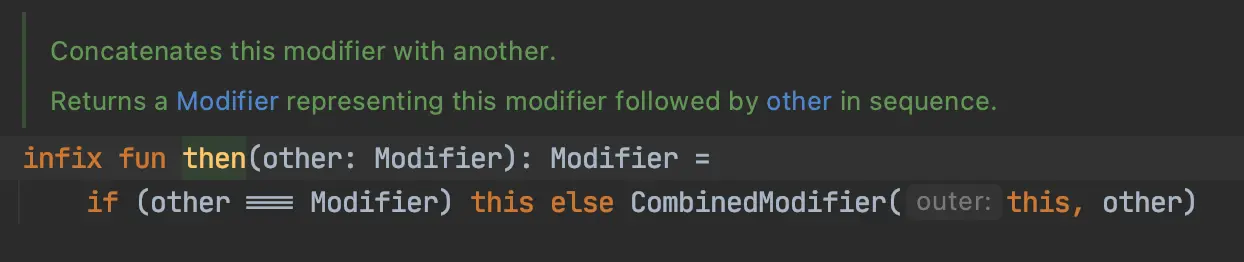 Concatenates this modifier with another.
Returns a Modifier representing this modifier followed by other in sequence.
infix fun then(other: Modifier): Modifier =
if (other === Modifier) this else CombinedModifier( outer: this, other)